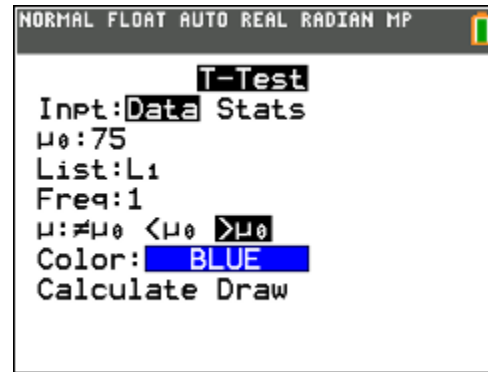 NORMAL FLOAT AUTO REAL RADIAN MP
T-Test
Inpt:Data Stats
μ₀:75
List:L₁
Freq:1
μ:≠μ₀ <μ₀ >μ₀
Color: BLUE
Calculate Draw